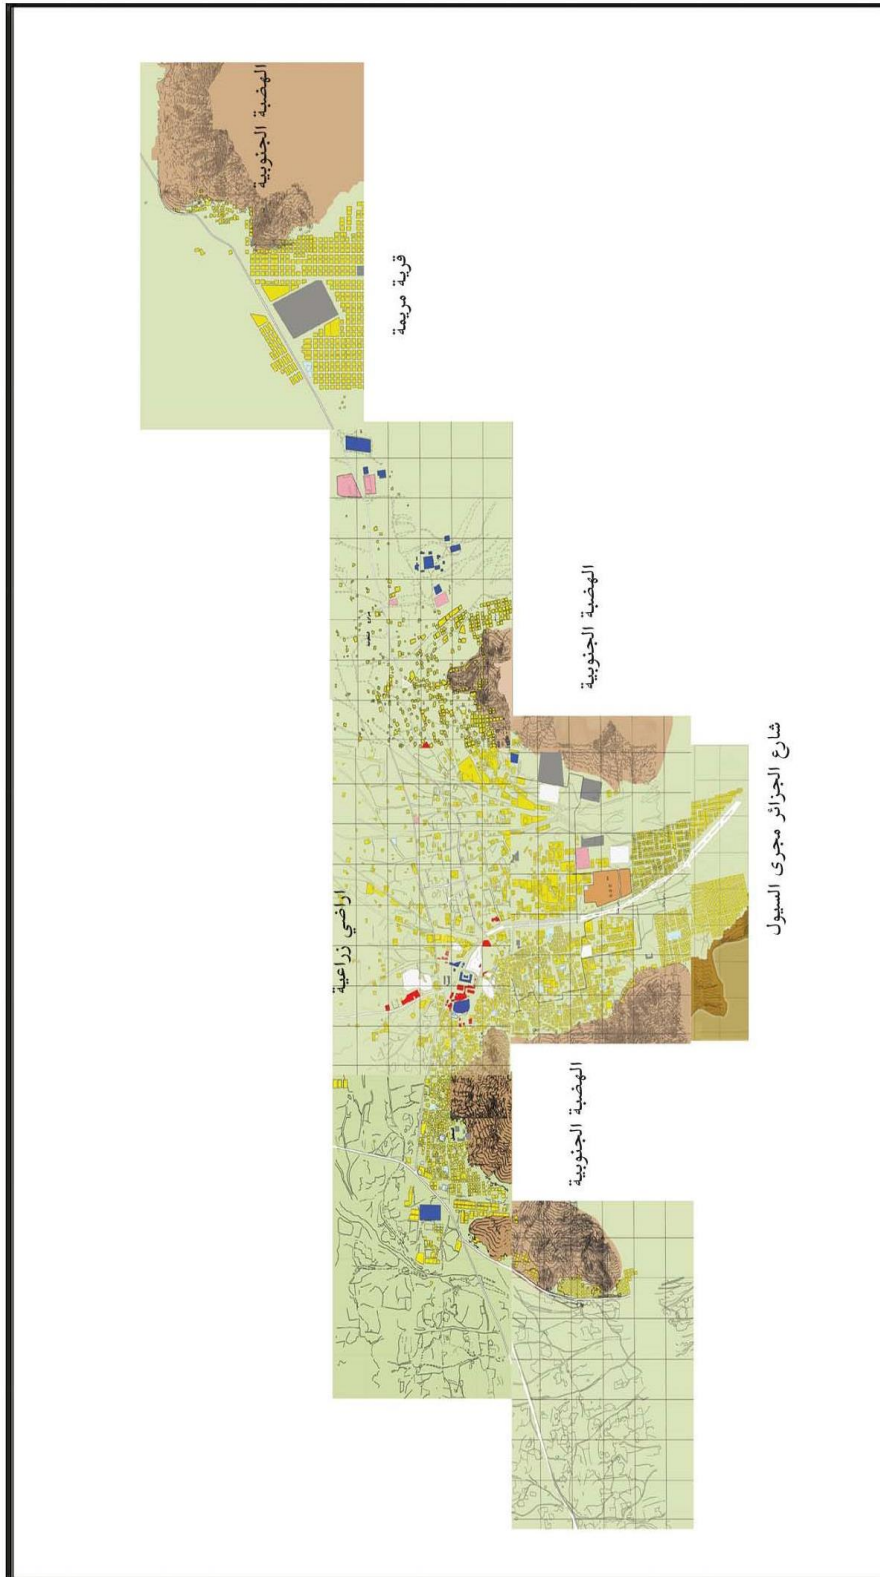 الهضبة الجنوبية
قرية مريمة
الهضبة الجنوبية
شارع الجزائر مجرى السيول
اراضي زراعية
الهضبة الجنوبية